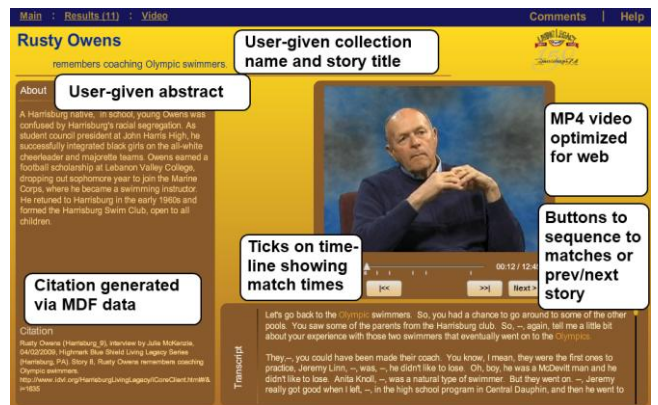 Main : Results (11) : Video
Comments | Help
Rusty Owens
remembers coaching Olympic swimmers.
User-given collection
name and story title
About
User-given abstract
A Harrisburg native, in school, young Owens was
confused by Harrisburg's racial segregation. As
student council president at John Harris High, he
successfully integrated black girls on the all-white
cheerleader and majorette teams. Owens earned a
football scholarship at Lebanon Valley College,
dropping out sophomore year to join the Marine
Corps, where he became a swimming instructor.
He retuned to Harrisburg in the early 1960s and
formed the Harrisburg Swim Club, open to all
children.
MP4 video
optimized
for web
Buttons to
sequence to
matches or
prev/next
story
Ticks on time-
line showing
match times
00:12 / 12:4
|<<
>>|
Next >
Citation generated
via MDF data
Citation
Rusty Owens (Harrisburg_9), interview by Julie McKenzie,
04/02/2009, Highmark Blue Shield Living Legacy Series
(Harrisburg, PA). Story 8, Rusty Owens remembers coaching
Olympic swimmers.
http://www.idvl.org/HarrisburgLivingLegacy/iCoreClient.html#/&
i=1635
Transcript
Let's go back to the Olympic swimmers. So, you had a chance to go around to some of the other
pools. You saw some of the parents from the Harrisburg club. So, --, again, tell me a little bit
about your experience with those two swimmers that eventually went on to the Olympics.
They,--, you could have been made their coach. You know, I mean, they were the first ones to
practice, Jeremy Linn, --, was, --, he didn't like to lose. Oh, boy, he was a McDevitt man and he
didn't like to lose. Anita Knoll, --, was a natural type of swimmer. But they went on. --, Jeremy
really got good when I left, --, in the high school program in Central Dauphin, and then he went to